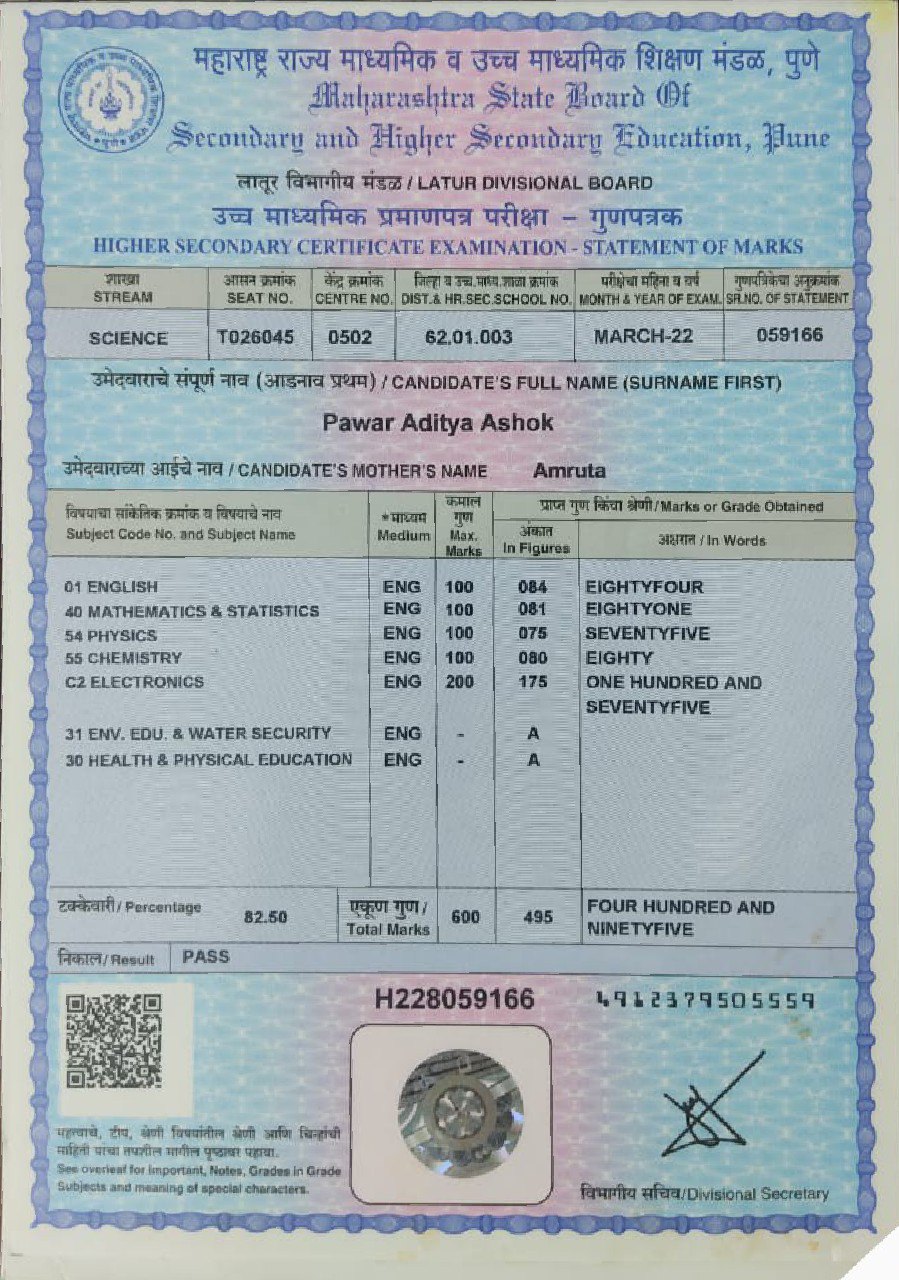 महाराष्ट्र राज्य माध्यमिक व उच्च माध्यमिक शिक्षण मंडळ, पुणे
Maharashtra State Board Of
Secondary and Higher Secondary Education, Pune
लातूर विभागीय मंडळ / LATUR DIVISIONAL BOARD
उच्च माध्यमिक प्रमाणपत्र परीक्षा – गुणपत्रक
HIGHER SECONDARY CERTIFICATE EXAMINATION - STATEMENT OF MARKS
शाखा आसन क्रमांक केंद्र क्रमांक जिल्हा व उच्च.माध्य.शाळा क्रमांक परीक्षेचा महिना व वर्ष गुणपत्रिकेचा अनुक्रमांक
STREAM SEAT NO. CENTRE NO. DIST.& HR.SEC.SCHOOL NO. MONTH & YEAR OF EXAM. SR.NO. OF STATEMENT
SCIENCE T026045 0502 62.01.003 MARCH-22 059166
उमेदवाराचे संपूर्ण नाव (आडनाव प्रथम) / CANDIDATE'S FULL NAME (SURNAME FIRST)
Pawar Aditya Ashok
उमेदवाराच्या आईचे नाव / CANDIDATE'S MOTHER'S NAME Amruta
विषयाचा सांकेतिक क्रमांक व विषयाचे नाव
Subject Code No. and Subject Name
*माध्यम
Medium
कमाल
गुण
Max.
Marks
प्राप्त गुण किंवा श्रेणी/Marks or Grade Obtained
अंकात
In Figures
अक्षरात / In Words
01 ENGLISH ENG 100 084 EIGHTYFOUR
40 MATHEMATICS & STATISTICS ENG 100 081 EIGHTYONE
54 PHYSICS ENG 100 075 SEVENTYFIVE
55 CHEMISTRY ENG 100 080 EIGHTY
C2 ELECTRONICS ENG 200 175 ONE HUNDRED AND
SEVENTYFIVE
31 ENV. EDU. & WATER SECURITY ENG - A
30 HEALTH & PHYSICAL EDUCATION ENG - A
टक्केवारी/ Percentage 82.50
एकूण गुण/
Total Marks 600 495
FOUR HUNDRED AND
NINETYFIVE
निकाल/ Result PASS
H228059166 4912379505559
महत्वाचे, टीप, श्रेणी विषयांतील श्रेणी आणि चिन्हांची
माहिती याचा तपशील मागील पृष्ठावर पहावा.
See overleaf for Important, Notes, Grades in Grade
Subjects and meaning of special characters.
विभागीय सचिव/Divisional Secretary